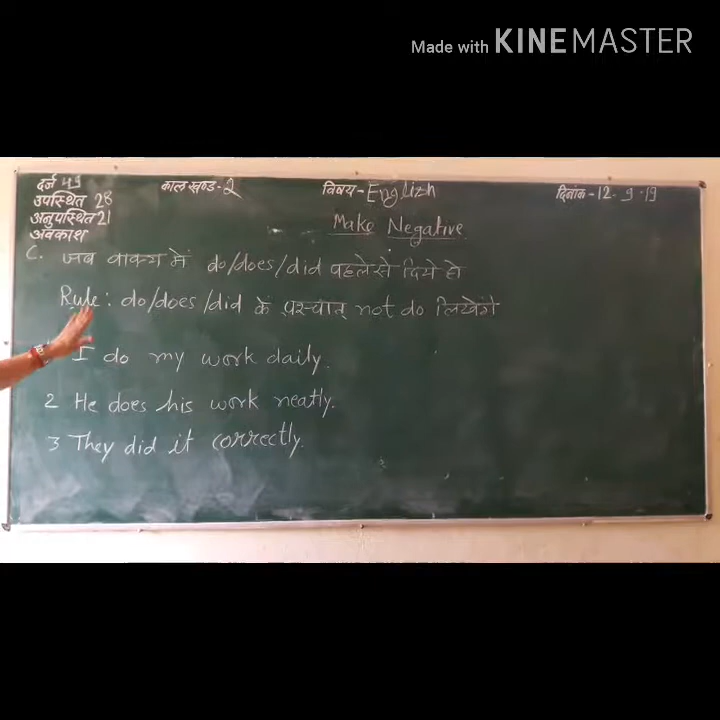 Made with KINEMASTER
दर्ज 49 काल खण्ड-2 विषय-English दिनांक-12.9.19
उपस्थित 28
अनुपस्थित 21 Make Negative
अवकाश
C. जब वाक्य में do/does/did पहले से दिये हो
Rule: do/does/did के पश्चात् not do लिखेंगे
I do my work daily.
2 He does his work neatly.
3 They did it correctly.